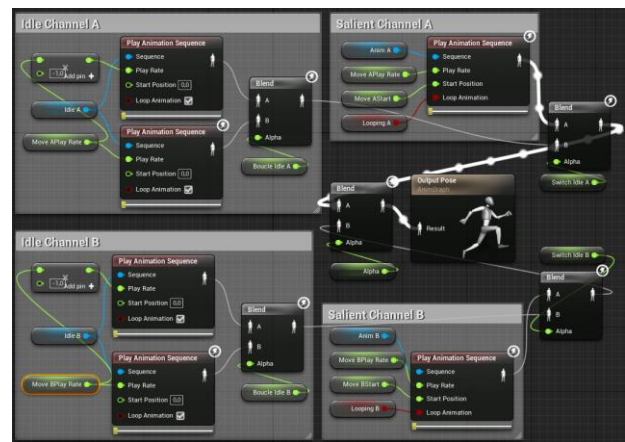 Idle Channel A
Play Animation Sequence
Sequence
Play Rate
Start Position 0,0
Loop Animation
-1,0
Add pin +
Idle A
Move APlay Rate
Play Animation Sequence
Sequence
Play Rate
Start Position 0,0
Loop Animation
Blend
A
B
Alpha
Boucle Idle A
Salient Channel A
Anim A
Move APlay Rate
Move AStart
Looping A
Play Animation Sequence
Sequence
Play Rate
Start Position
Loop Animation
Blend
A
B
Alpha
Switch Idle A
Blend
A
B
Alpha
Alpha
Output Pose
AnimGraph
Result
Idle Channel B
Play Animation Sequence
Sequence
Play Rate
Start Position 0,0
Loop Animation
-1,0
Add pin +
Idle B
Move BPlay Rate
Play Animation Sequence
Sequence
Play Rate
Start Position 0,0
Loop Animation
Blend
A
B
Alpha
Boucle Idle B
Switch Idle B
Blend
A
B
Alpha
Salient Channel B
Anim B
Move BPlay Rate
Move BStart
Looping B
Play Animation Sequence
Sequence
Play Rate
Start Position
Loop Animation